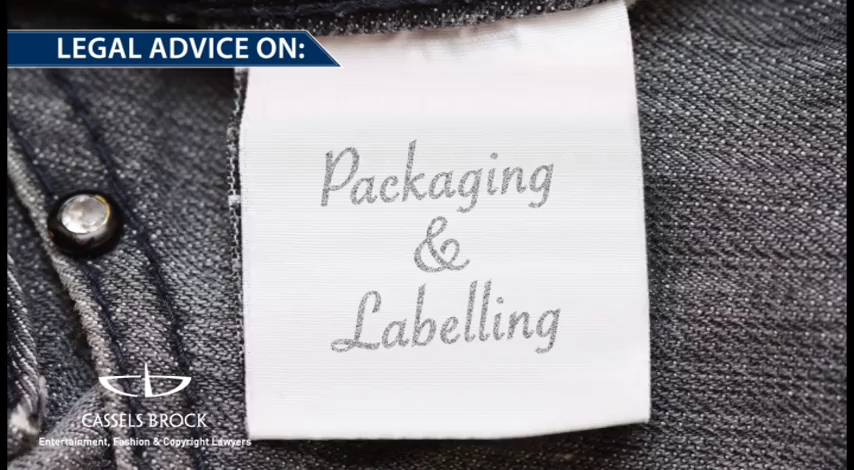 LEGAL ADVICE ON:
Packaging
&
Labelling
CASSELS BROCK
Entertainment, Fashion & Copyright Lawyers